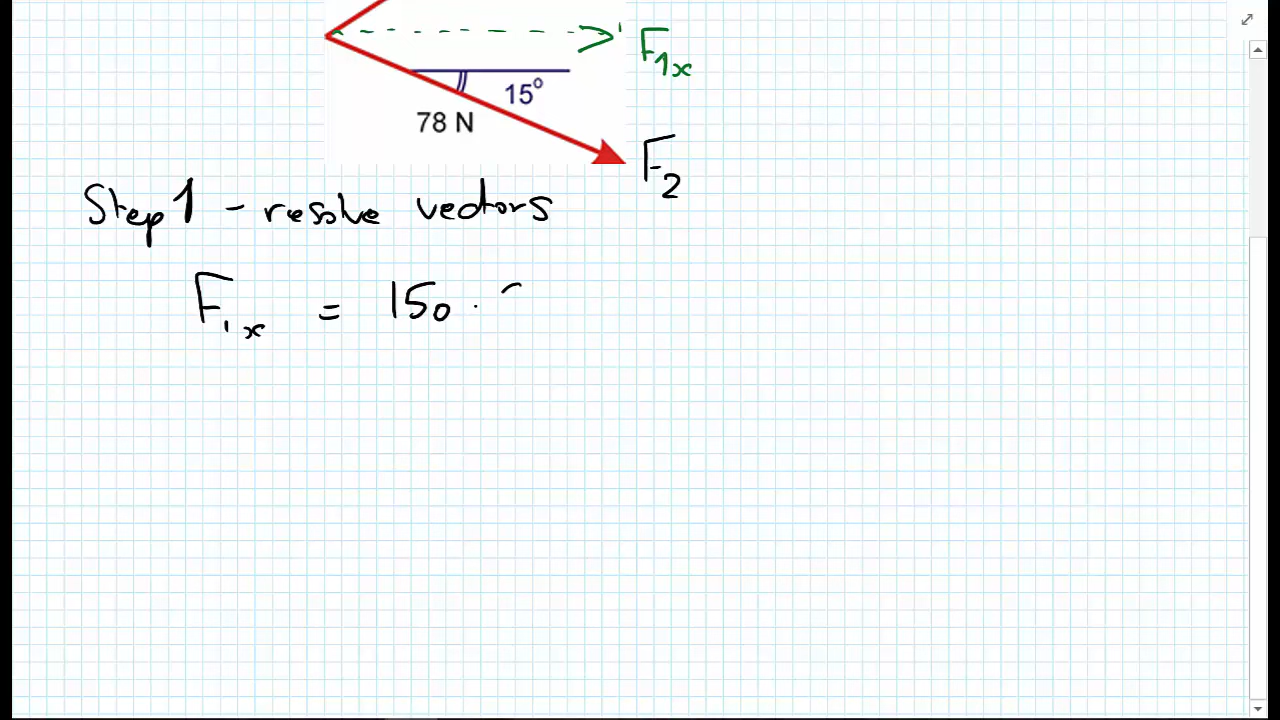 F1x
15°
78 N
F2
Step 1 - resolve vectors
F1x = 150 .